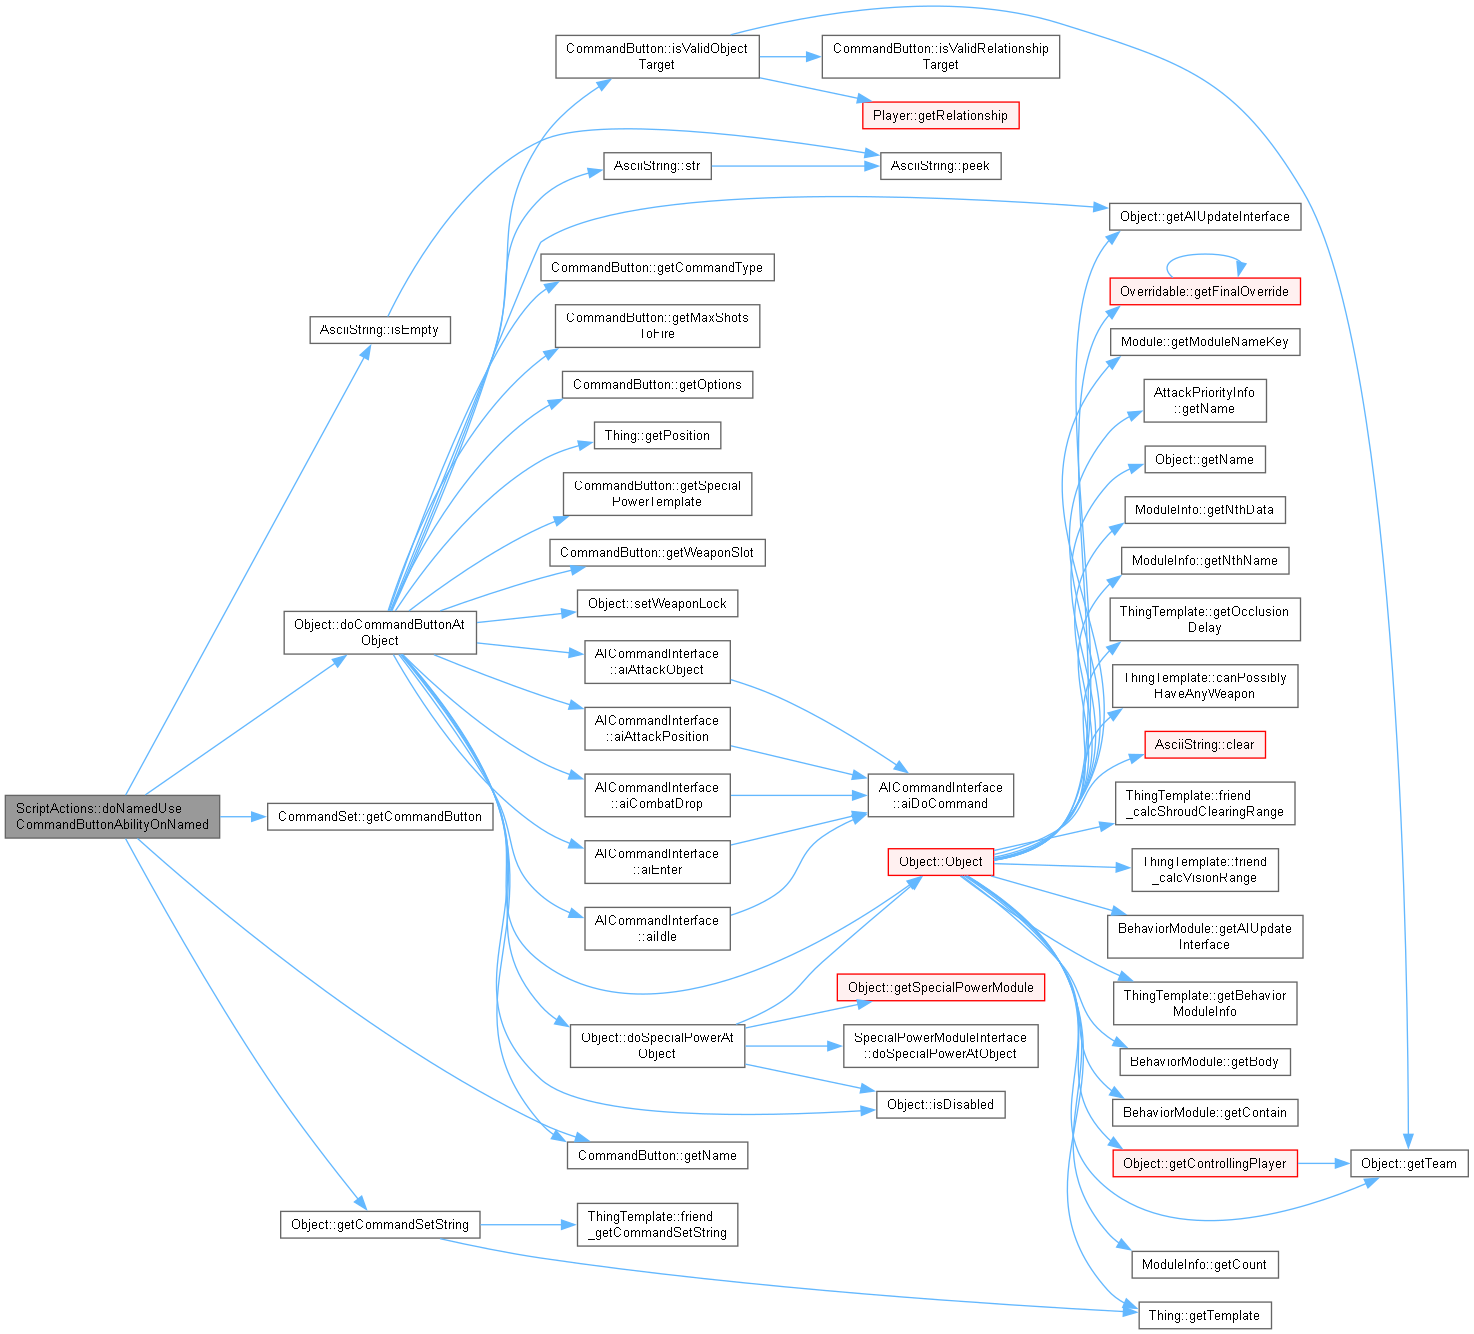 CommandButton::isValidObject
Target
CommandButton::isValidRelationship
Target
Player::getRelationship
AsciiString::str
AsciiString::peek
Object::getAIUpdateInterface
CommandButton::getCommandType
Overridable::getFinalOverride
CommandButton::getMaxShots
ToFire
AsciiString::isEmpty
Module::getModuleNameKey
CommandButton::getOptions
AttackPriorityInfo
::getName
Thing::getPosition
Object::getName
CommandButton::getSpecial
PowerTemplate
ModuleInfo::getNthData
CommandButton::getWeaponSlot
ModuleInfo::getNthName
Object::setWeaponLock
ThingTemplate::getOcclusion
Delay
Object::doCommandButtonAt
Object
AICommandInterface
::aiAttackObject
ThingTemplate::canPossibly
HaveAnyWeapon
AICommandInterface
::aiAttackPosition
AsciiString::clear
AICommandInterface
::aiCombatDrop
AICommandInterface
::aiDoCommand
ThingTemplate::friend
_calcShroudClearingRange
ScriptActions::doNamedUse
CommandButtonAbilityOnNamed
CommandSet::getCommandButton
AICommandInterface
::aiEnter
Object::Object
ThingTemplate::friend
_calcVisionRange
AICommandInterface
::aiIdle
BehaviorModule::getAIUpdate
Interface
Object::getSpecialPowerModule
ThingTemplate::getBehavior
ModuleInfo
Object::doSpecialPowerAt
Object
SpecialPowerModuleInterface
::doSpecialPowerAtObject
BehaviorModule::getBody
Object::isDisabled
BehaviorModule::getContain
CommandButton::getName
Object::getControllingPlayer
Object::getTeam
Object::getCommandSetString
ThingTemplate::friend
_getCommandSetString
ModuleInfo::getCount
Thing::getTemplate